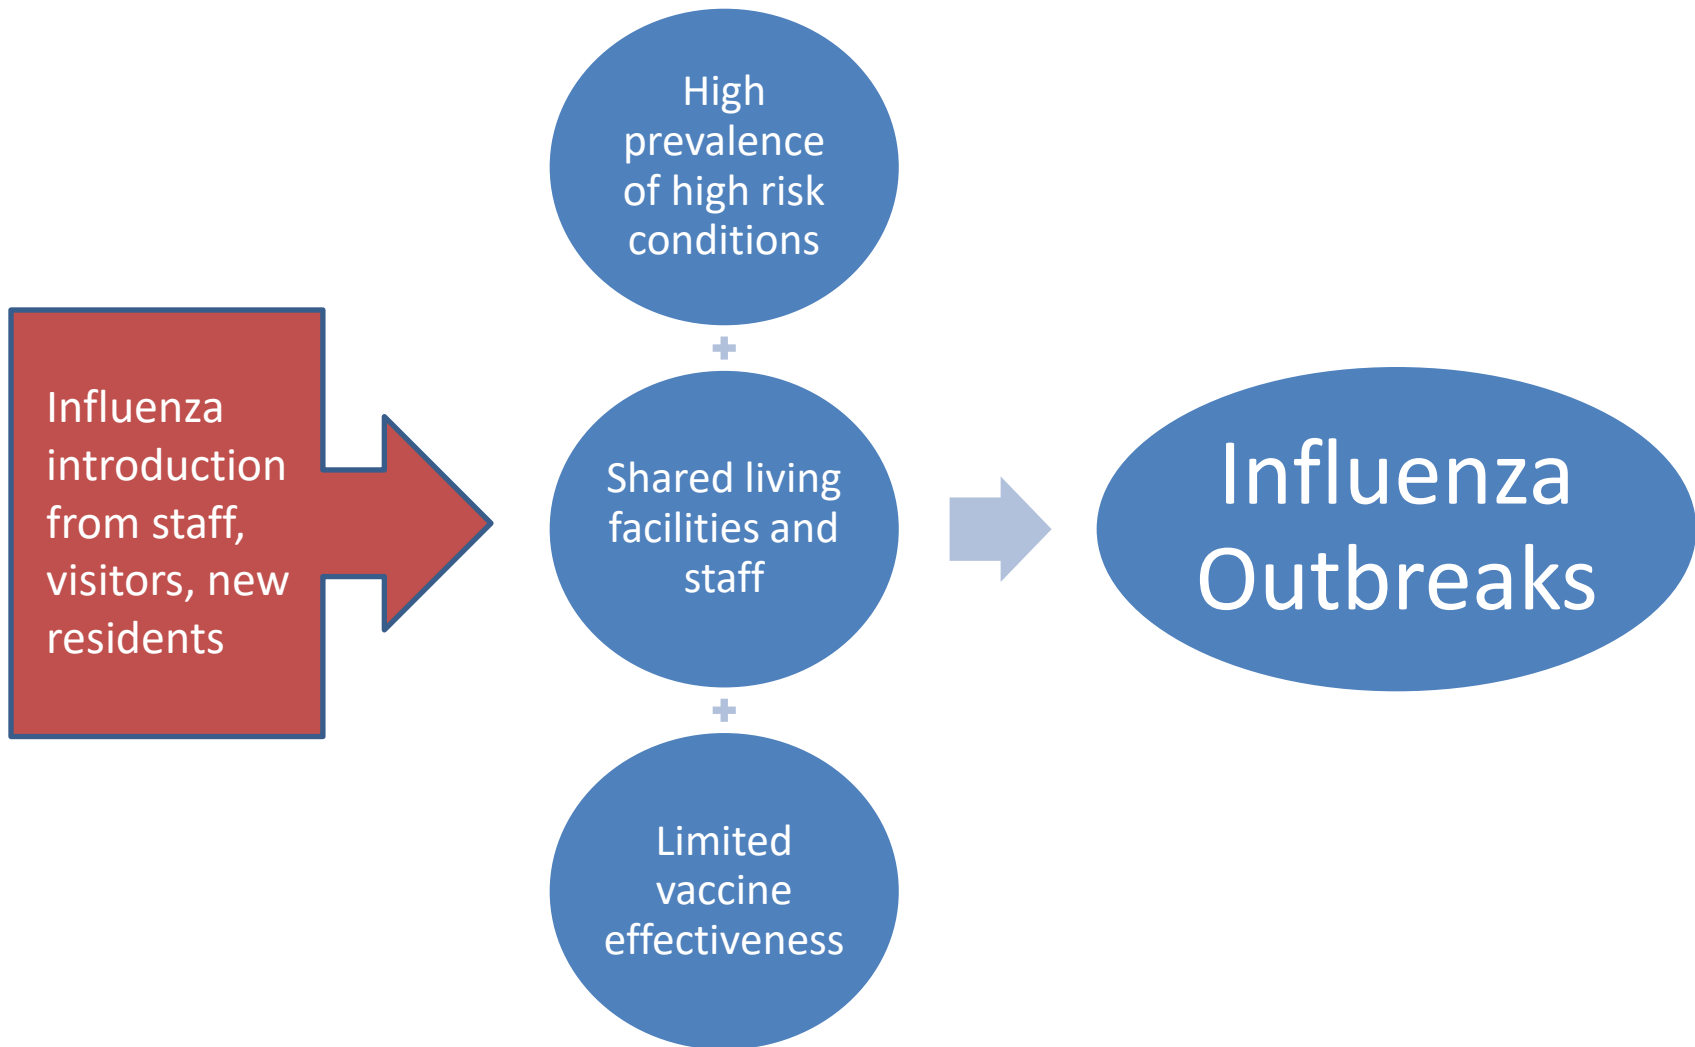 Influenza
introduction
from staff,
visitors, new
residents
High
prevalence
of high risk
conditions
+
Shared living
facilities and
staff
+
Limited
vaccine
effectiveness
Influenza
Outbreaks